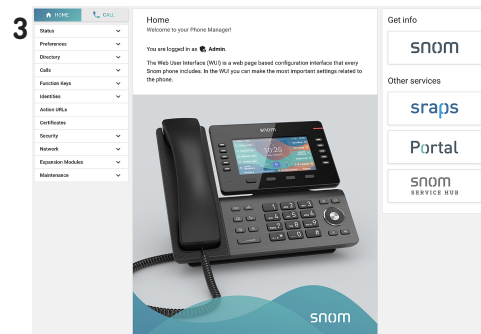 3
HOME
CALL
Status
Preferences
Directory
Calls
Function Keys
Identities
Action URLs
Certificates
Security
Network
Expansion Modules
Maintenance
Home
Welcome to your Phone Manager!
You are logged in as Admin.
The Web User Interface (WUI) is a web page based configuration interface that every
Snom phone includes. In the WUI you can make the most important settings related to
the phone.
snom
snom
Get info
snom
Other services
sraps
Portal
snom
SERVICE HUB